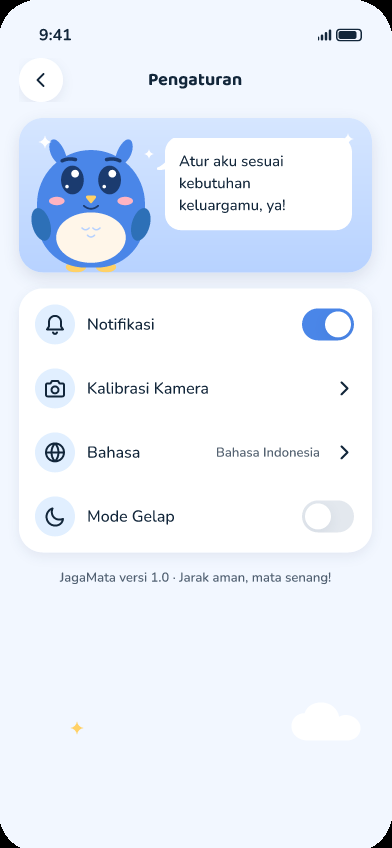 9:41
Pengaturan
Atur aku sesuai
kebutuhan
keluargamu, ya!
Notifikasi
Kalibrasi Kamera
Bahasa Bahasa Indonesia
Mode Gelap
JagaMata versi 1.0 · Jarak aman, mata senang!